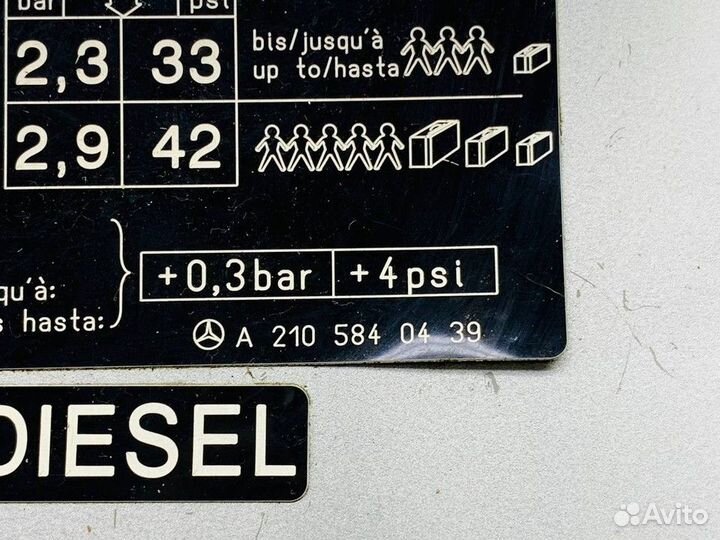 bar psi
2,3 33 bis/jusqu'à
up to/hasta
2,9 42
+0,3bar +4psi
qu'à:
s hasta:
A 210 584 04 39
DIESEL
Avito